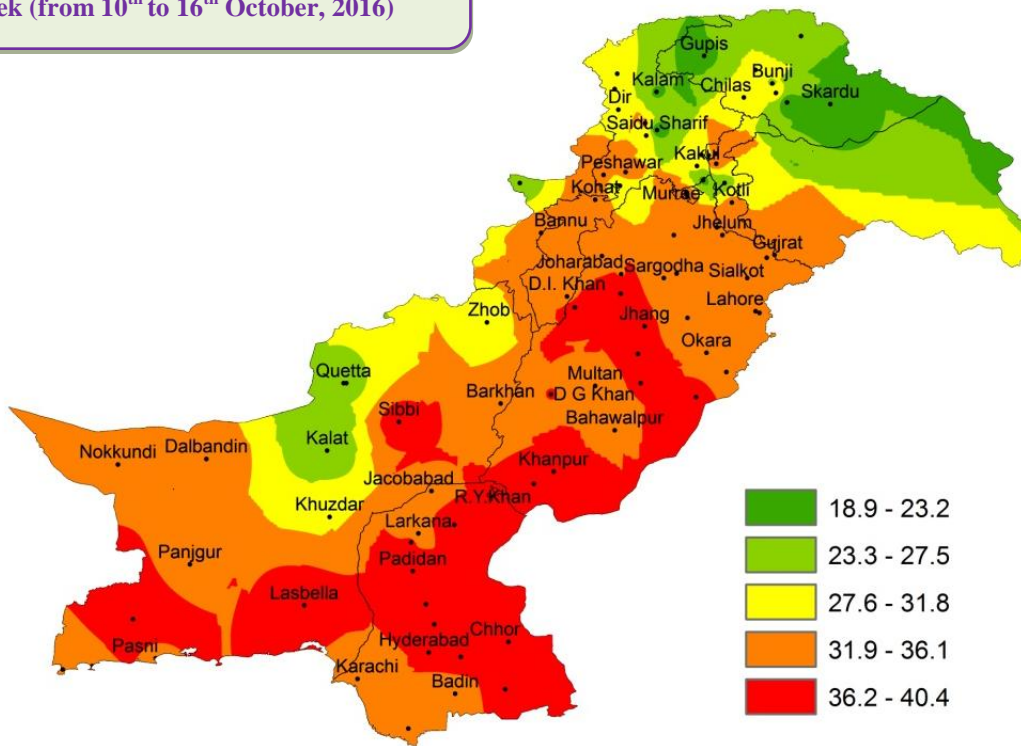 ek (from 10th to 16th October, 2016)
Gupis
Kalam
Chilas
Bunji
Skardu
Dir
Saidu Sharif
Peshawar
Kakul
Kohat
Murree
Kotli
Bannu
Jhelum
Gujrat
Joharabad
Sargodha
Sialkot
D.I. Khan
Lahore
Zhob
Jhang
Okara
Quetta
Multan
Barkhan
D G Khan
Sibbi
Bahawalpur
Kalat
Nokkundi
Dalbandin
Khanpur
Jacobabad
R.Y.Khan
Khuzdar
Larkana
Panjgur
Padidan
Lasbella
Pasni
Hyderabad
Chhor
Karachi
Badin
18.9 - 23.2
23.3 - 27.5
27.6 - 31.8
31.9 - 36.1
36.2 - 40.4